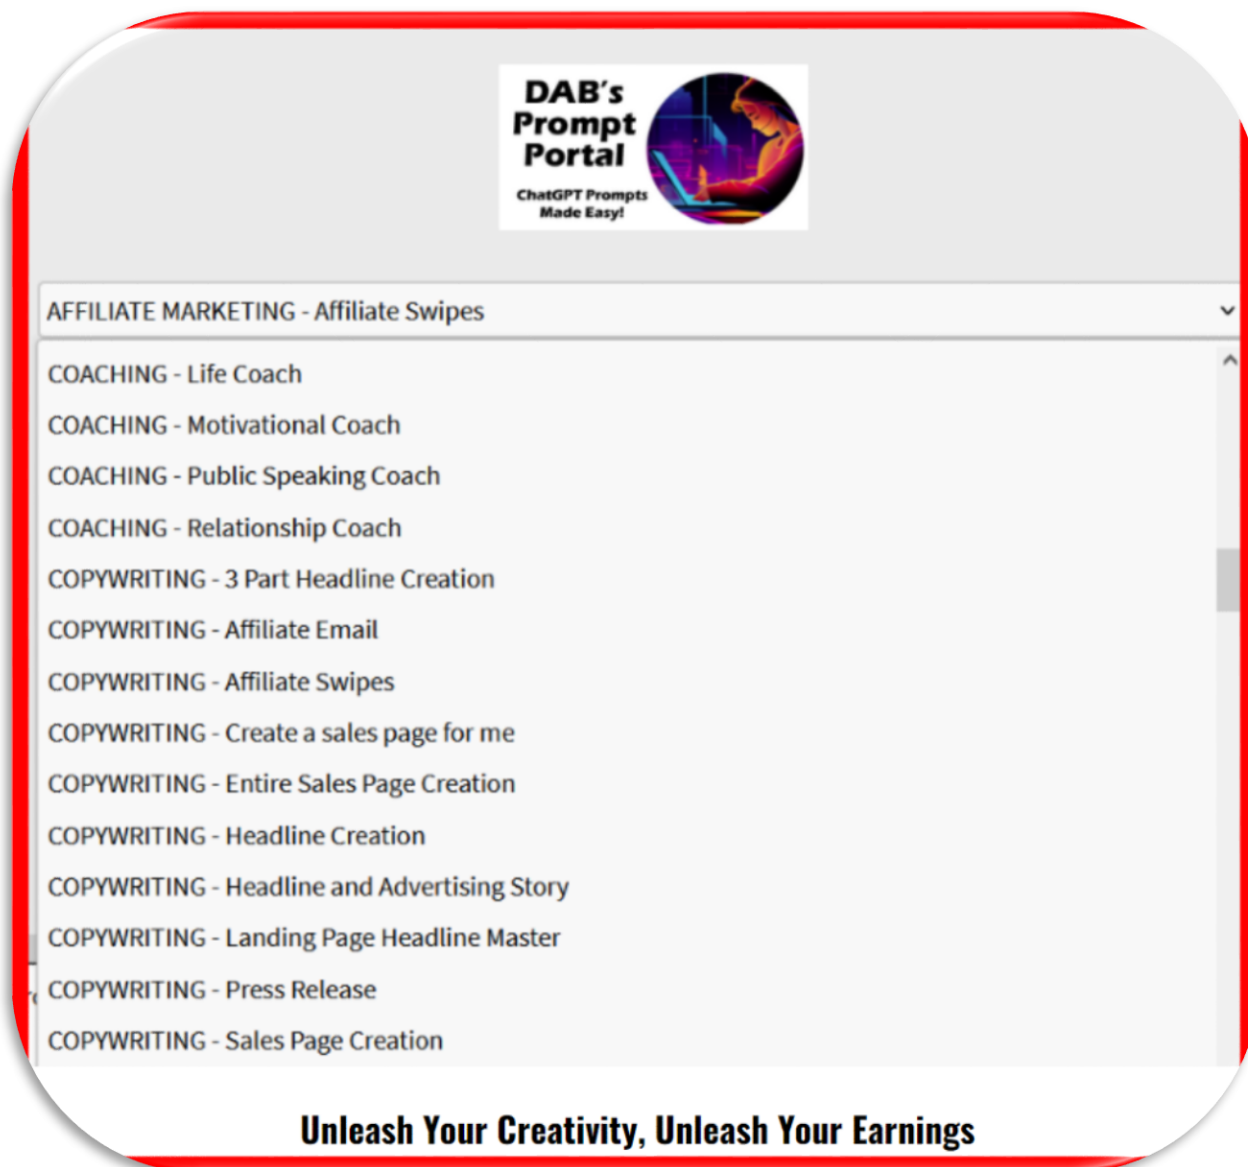 DAB's
Prompt
Portal
ChatGPT Prompts
Made Easy!
AFFILIATE MARKETING - Affiliate Swipes
COACHING - Life Coach
COACHING - Motivational Coach
COACHING - Public Speaking Coach
COACHING - Relationship Coach
COPYWRITING - 3 Part Headline Creation
COPYWRITING - Affiliate Email
COPYWRITING - Affiliate Swipes
COPYWRITING - Create a sales page for me
COPYWRITING - Entire Sales Page Creation
COPYWRITING - Headline Creation
COPYWRITING - Headline and Advertising Story
COPYWRITING - Landing Page Headline Master
COPYWRITING - Press Release
COPYWRITING - Sales Page Creation
Unleash Your Creativity, Unleash Your Earnings